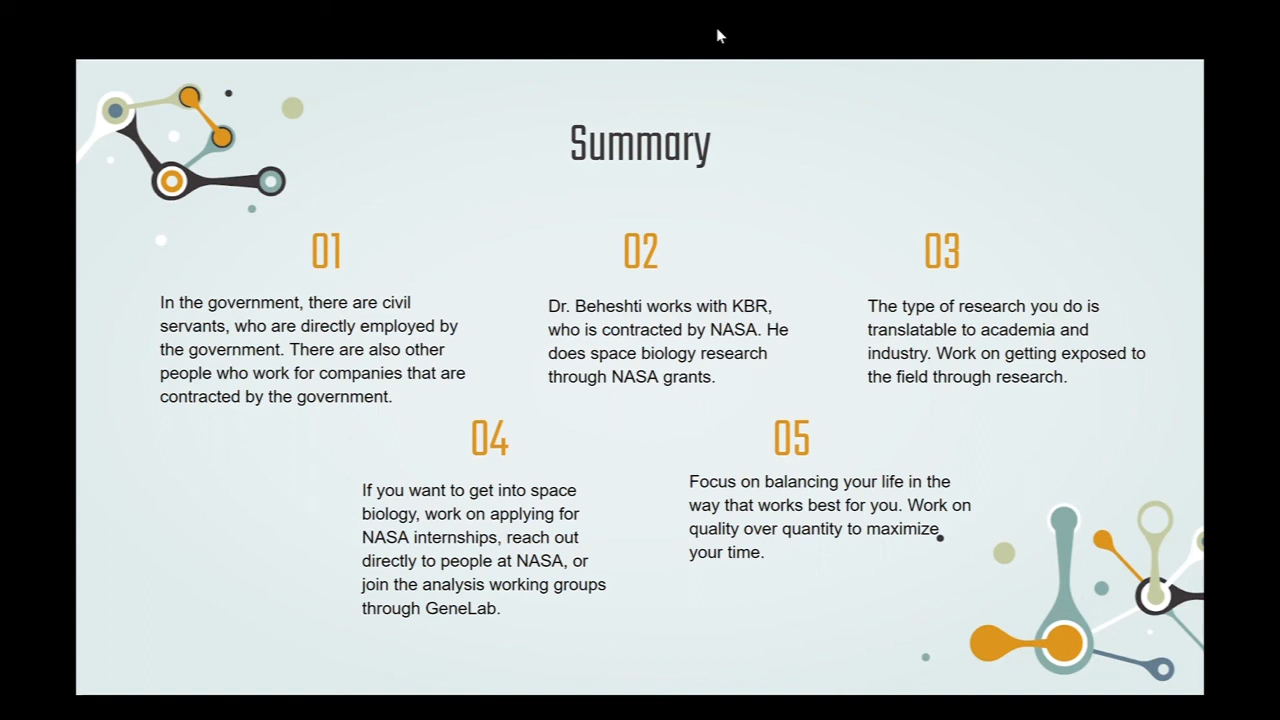 Summary
01
In the government, there are civil
servants, who are directly employed by
the government. There are also other
people who work for companies that are
contracted by the government.
02
Dr. Beheshti works with KBR,
who is contracted by NASA. He
does space biology research
through NASA grants.
03
The type of research you do is
translatable to academia and
industry. Work on getting exposed to
the field through research.
04
If you want to get into space
biology, work on applying for
NASA internships, reach out
directly to people at NASA, or
join the analysis working groups
through GeneLab.
05
Focus on balancing your life in the
way that works best for you. Work on
quality over quantity to maximize
your time.